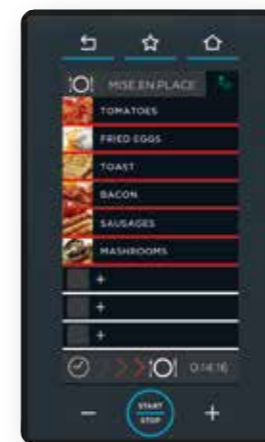 MISE EN PLACE
TOMATOES
FRIED EGGS
TOAST
BACON
SAUSAGES
MASHROOMS
+
+
+
0:14:16
− START STOP +